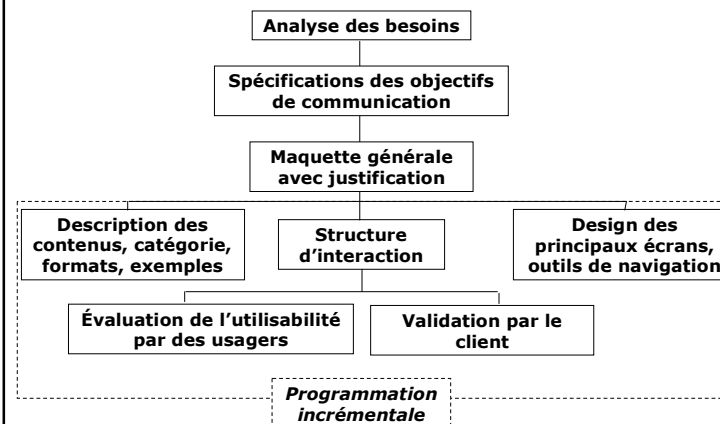 Analyse des besoins
Spécifications des objectifs
de communication
Maquette générale
avec justification
Description des
contenus, catégorie,
formats, exemples
Structure
d’interaction
Design des
principaux écrans,
outils de navigation
Évaluation de l’utilisabilité
par des usagers
Validation par le
client
Programmation
incrémentale